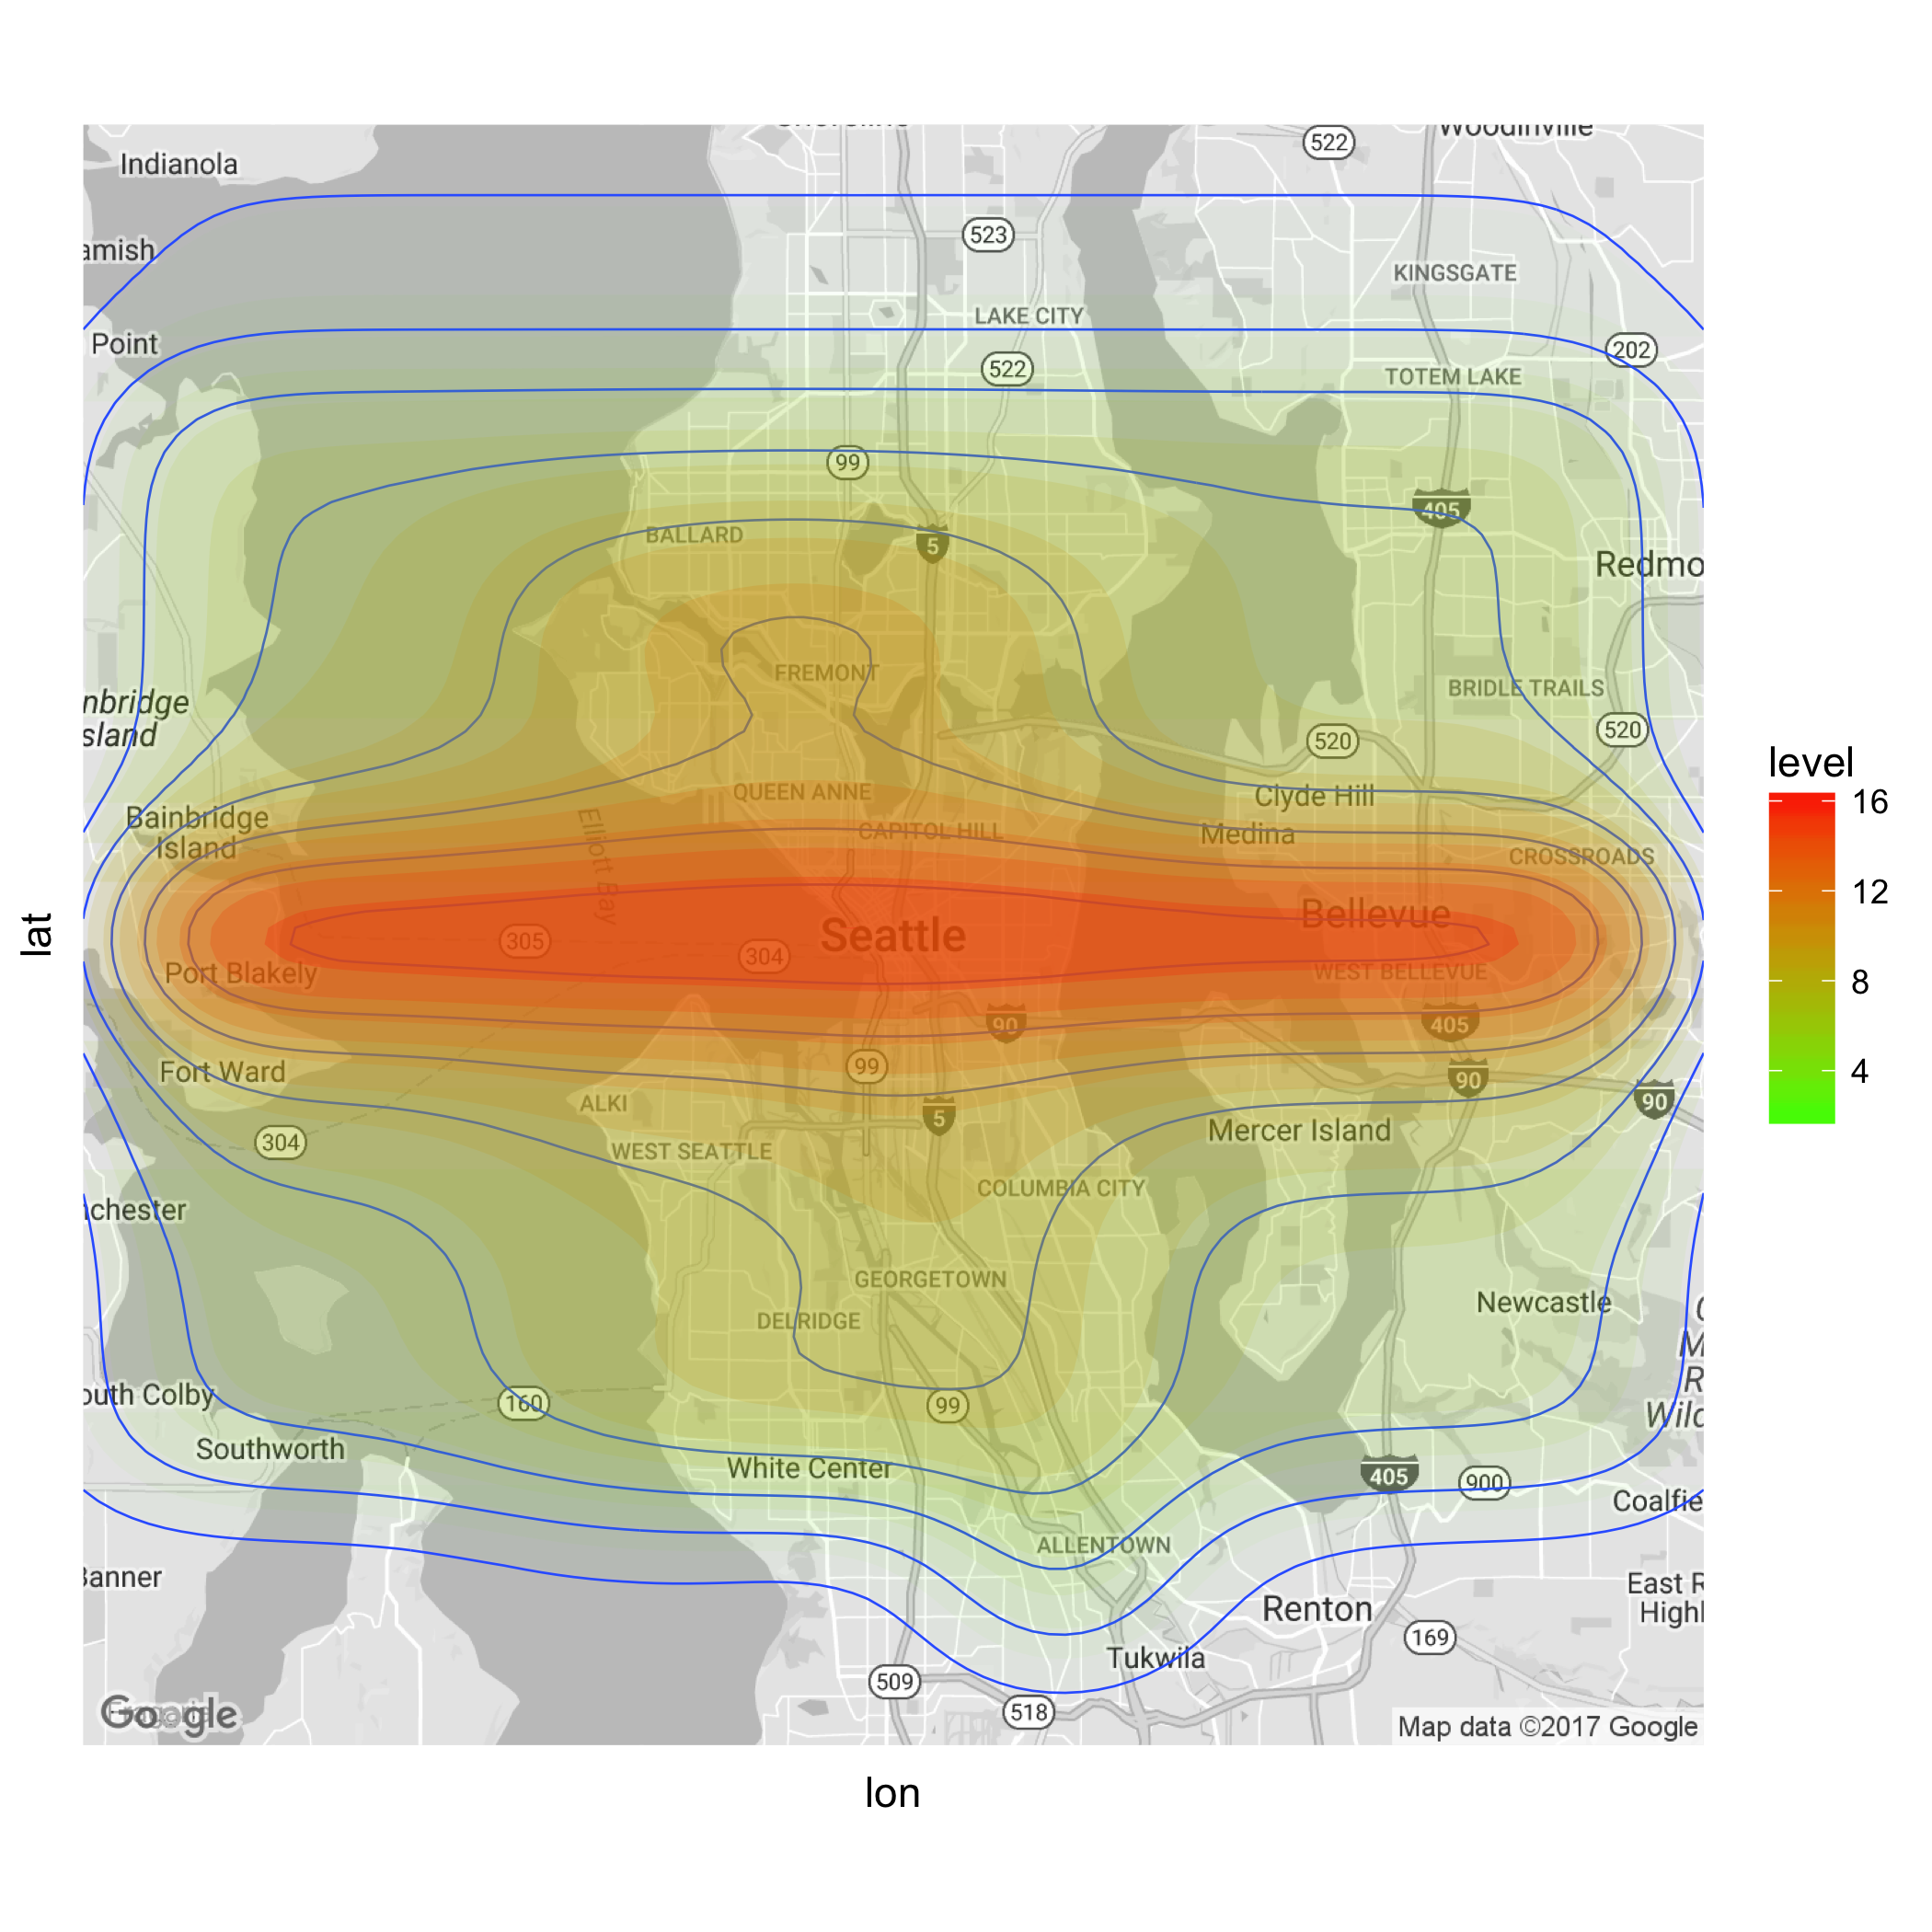 Indianola
522
523
amish
KINGSGATE
LAKE CITY
Point
202
522
TOTEM LAKE
99
405
BALLARD
5
Redmo
FREMONT
BRIDLE TRAILS
nbridge
sland
520
520
level
QUEEN ANNE
Clyde Hill
16
Bainbridge
Island
CAPITOL HILL
Medina
CROSSROADS
Elliott Bay
12
Bellevue
lat
Seattle
305
304
Port Blakely
WEST BELLEVUE
8
90
405
99
Fort Ward
90
4
ALKI
5
90
304
WEST SEATTLE
Mercer Island
COLUMBIA CITY
chester
GEORGETOWN
Newcastle
DELRIDGE
M
R
Wild
outh Colby
160
99
Southworth
White Center
405
900
Coalfie
ALLENTOWN
Banner
East R
Highl
Renton
169
Tukwila
509
518
Google
Map data ©2017 Google
lon